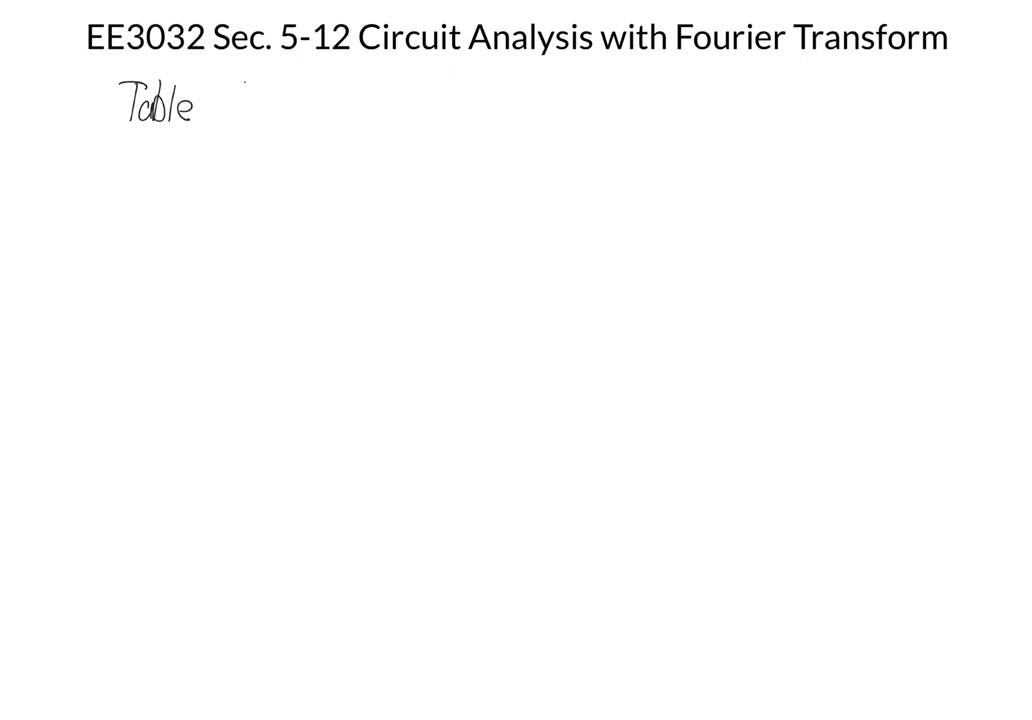 EE3032 Sec. 5-12 Circuit Analysis with Fourier Transform
Table